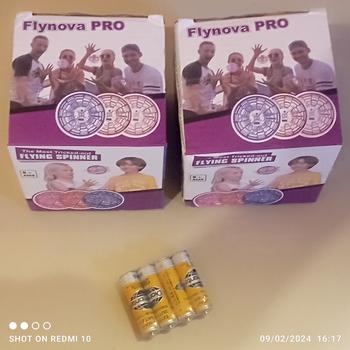 Flynova PRO
Flynova PRO
The Most Tricked-out
FLYING SPINNER
The Most Tricked-out
FLYING SPINNER
SHOT ON REDMI 10
09/02/2024 16:17